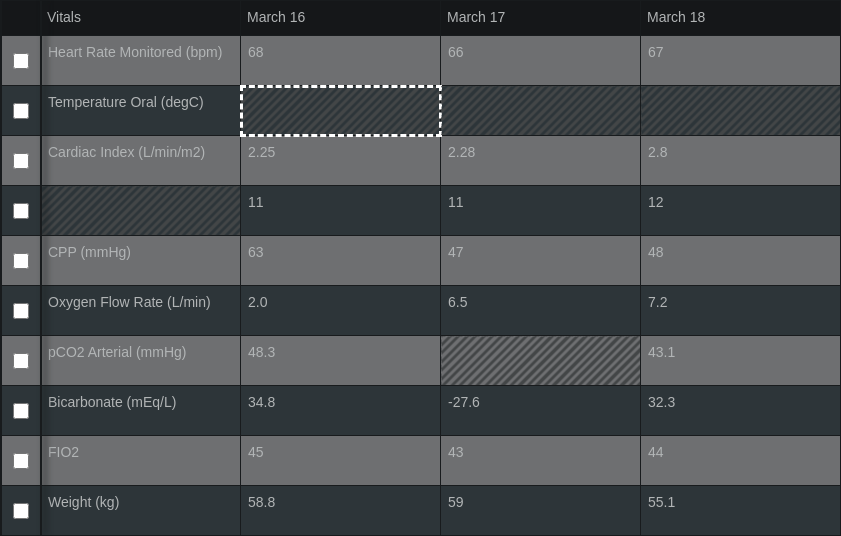 Vitals March 16 March 17 March 18
Heart Rate Monitored (bpm) 68 66 67
Temperature Oral (degC)
Cardiac Index (L/min/m2) 2.25 2.28 2.8
11 11 12
CPP (mmHg) 63 47 48
Oxygen Flow Rate (L/min) 2.0 6.5 7.2
pCO2 Arterial (mmHg) 48.3 43.1
Bicarbonate (mEq/L) 34.8 -27.6 32.3
FIO2 45 43 44
Weight (kg) 58.8 59 55.1